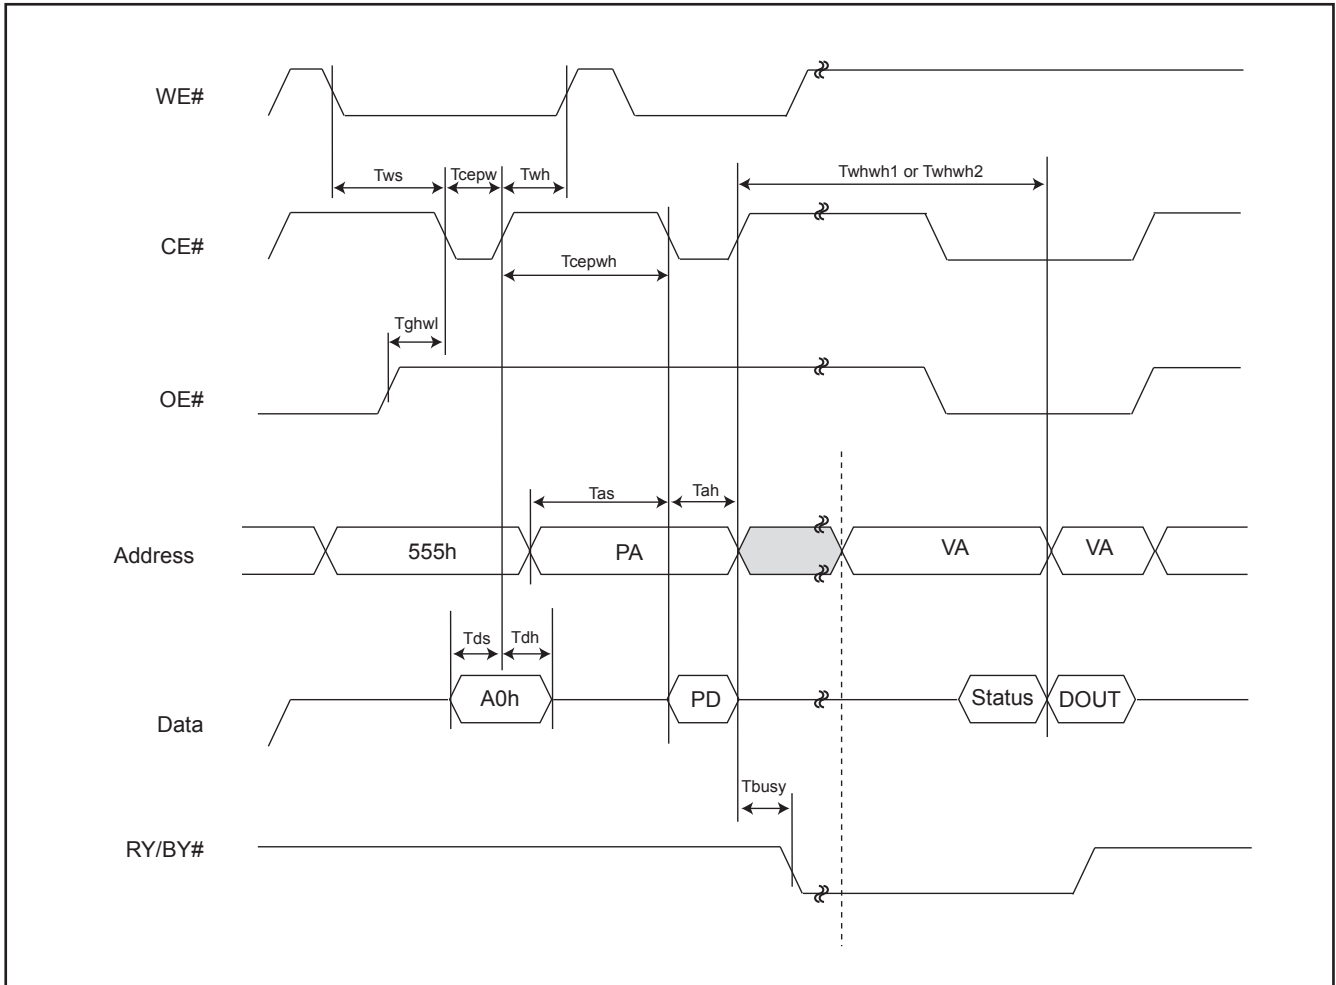 WE#
Tws
Tcepw
Twh
Twhwh1 or Twhwh2
CE#
Tcepwh
Tghwl
OE#
Tas
Tah
Address
555h
PA
VA
VA
Tds
Tdh
Data
A0h
PD
Status
DOUT
Tbusy
RY/BY#